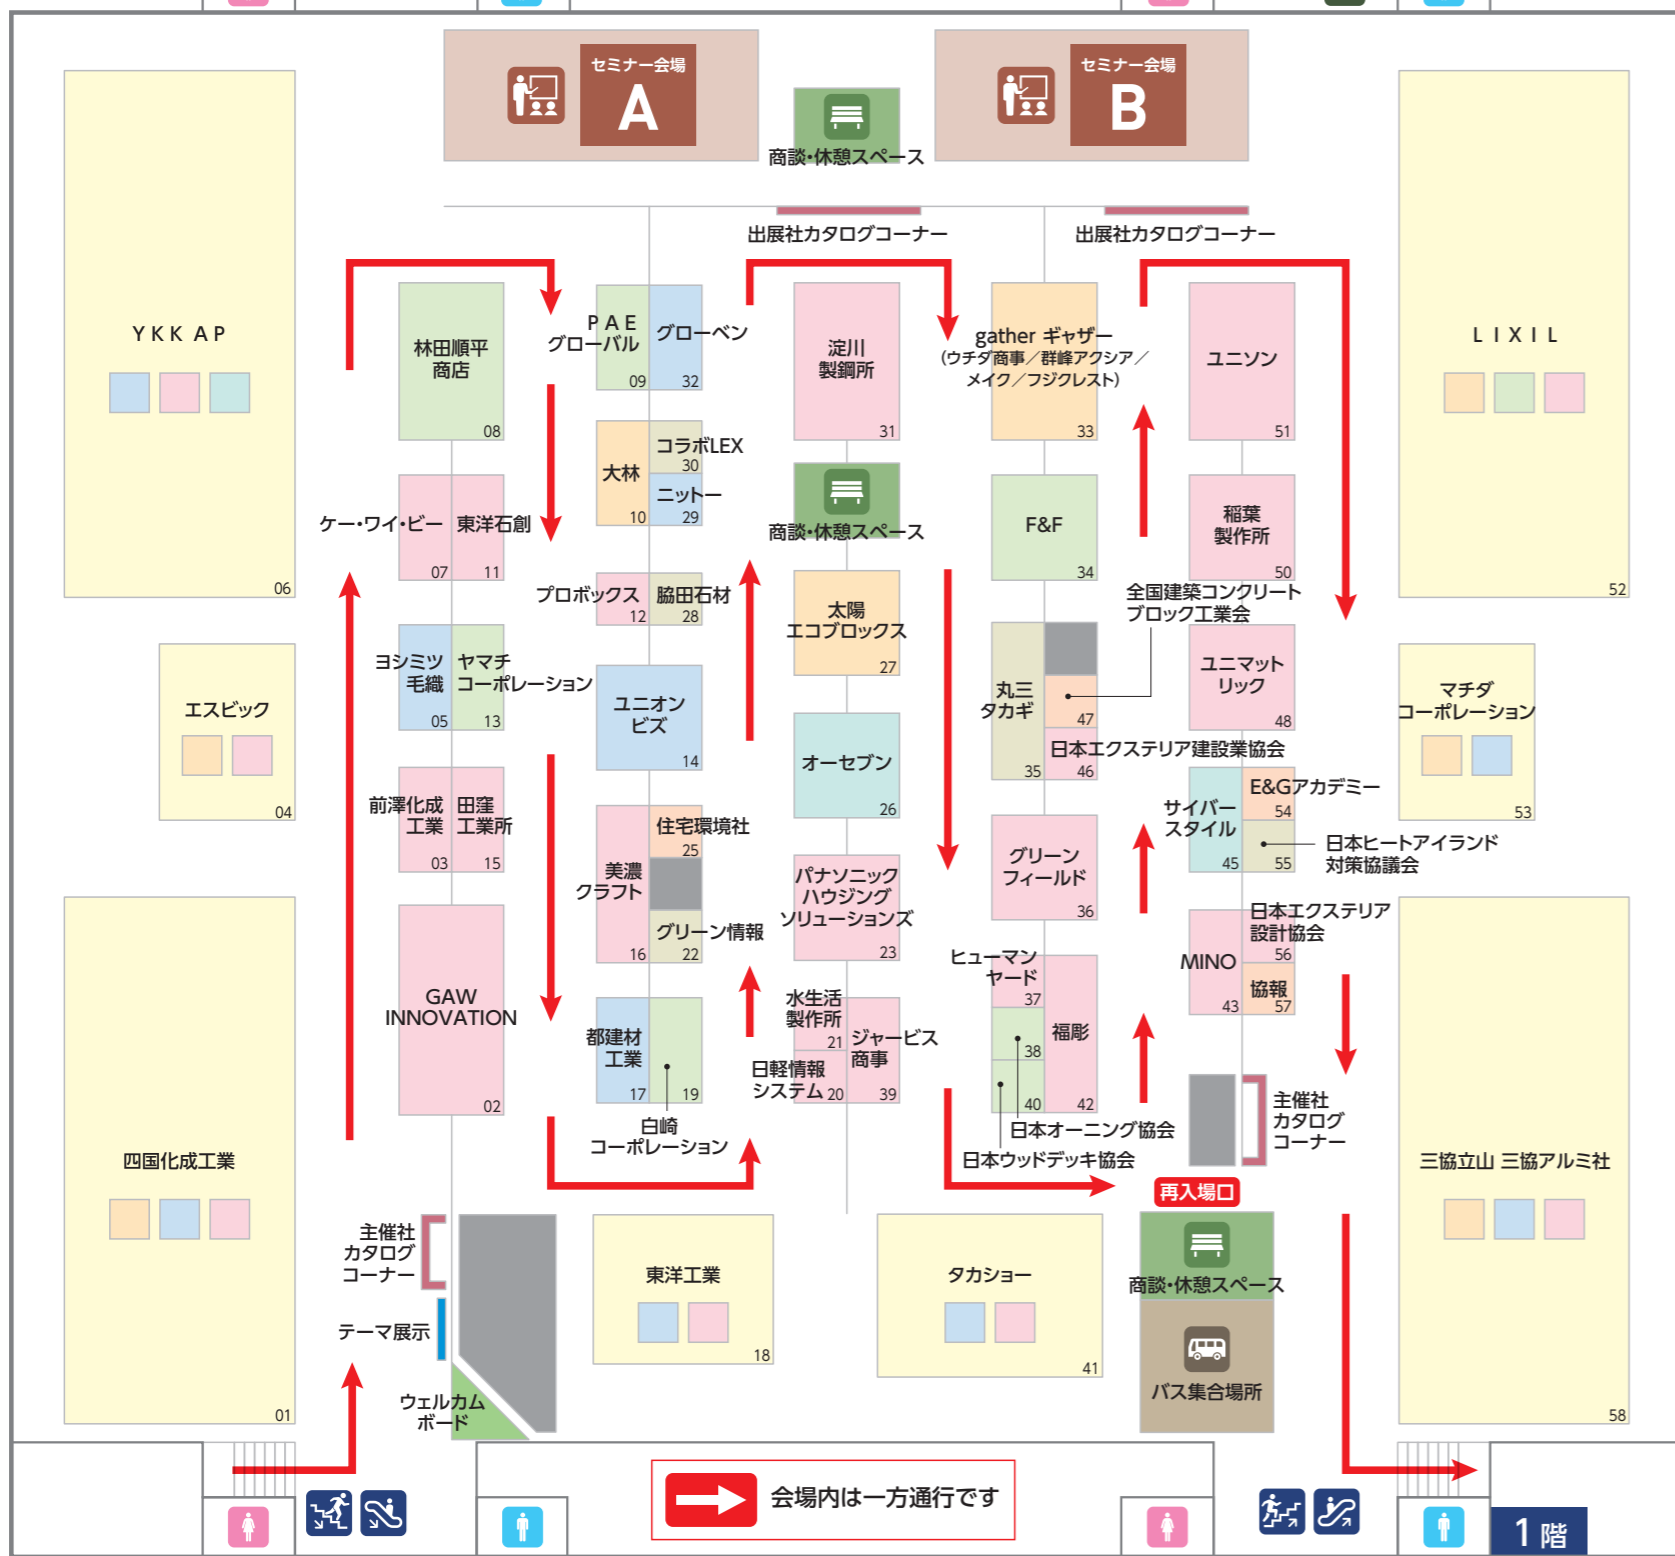 セミナー会場
A
セミナー会場
B
商談・休憩スペース
出展社カタログコーナー
出展社カタログコーナー
YKK AP
06
林田順平
商店
08
PAE
グローバル
09
グローベン
32
淀川
製鋼所
31
gather ギャザー
(ウチダ商事/群峰アクシア/
メイク/フジクレスト)
33
ユニソン
51
LIXIL
52
大林
10
コラボLEX
30
ニットー
29
商談・休憩スペース
ケー・ワイ・ビー
07
東洋石創
11
F&F
34
稲葉
製作所
50
プロボックス
12
脇田石材
28
太陽
エコブロックス
27
全国建築コンクリート
ブロック工業会
47
エスビック
04
ヨシミツ
毛織
05
ヤマチ
コーポレーション
13
ユニオン
ビズ
14
オーセブン
26
丸三
タカギ
35
日本エクステリア建設業協会
46
ユニマット
リック
48
マチダ
コーポレーション
53
前澤化成
工業
03
田窪
工業所
15
美濃
クラフト
16
住宅環境社
25
グリーン情報
22
パナソニック
ハウジング
ソリューションズ
23
グリーン
フィールド
36
サイバー
スタイル
45
E&Gアカデミー
54
日本ヒートアイランド
対策協議会
55
GAW
INNOVATION
02
都建材
工業
17
19
白崎
コーポレーション
水生活
製作所
21
日軽情報
システム
20
ジャービス
商事
39
ヒューマン
ヤード
37
38
40
福彫
42
日本オーニング協会
日本ウッドデッキ協会
MINO
43
日本エクステリア
設計協会
56
協報
57
主催社
カタログ
コーナー
再入場口
四国化成工業
01
主催社
カタログ
コーナー
テーマ展示
ウェルカム
ボード
東洋工業
18
タカショー
41
商談・休憩スペース
バス集合場所
三協立山 三協アルミ社
58
会場内は一方通行です
1階